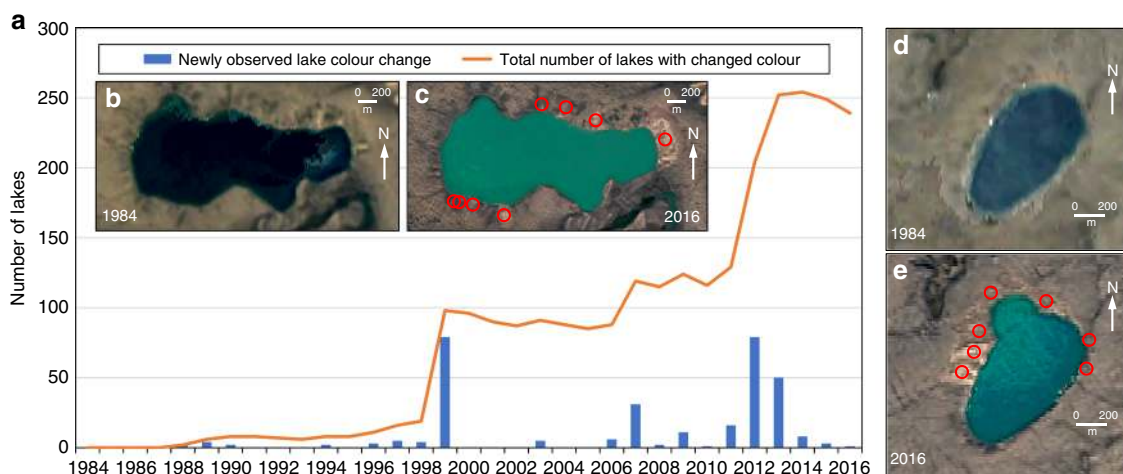 a
300
250
200
150
100
50
0
Number of lakes
Newly observed lake colour change
Total number of lakes with changed colour
b
0 200
m
N
1984
c
0 200
m
N
2016
1984 1986 1988 1990 1992 1994 1996 1998 2000 2002 2004 2006 2008 2010 2012 2014 2016
d
N
0 200
m
1984
e
N
0 200
m
2016